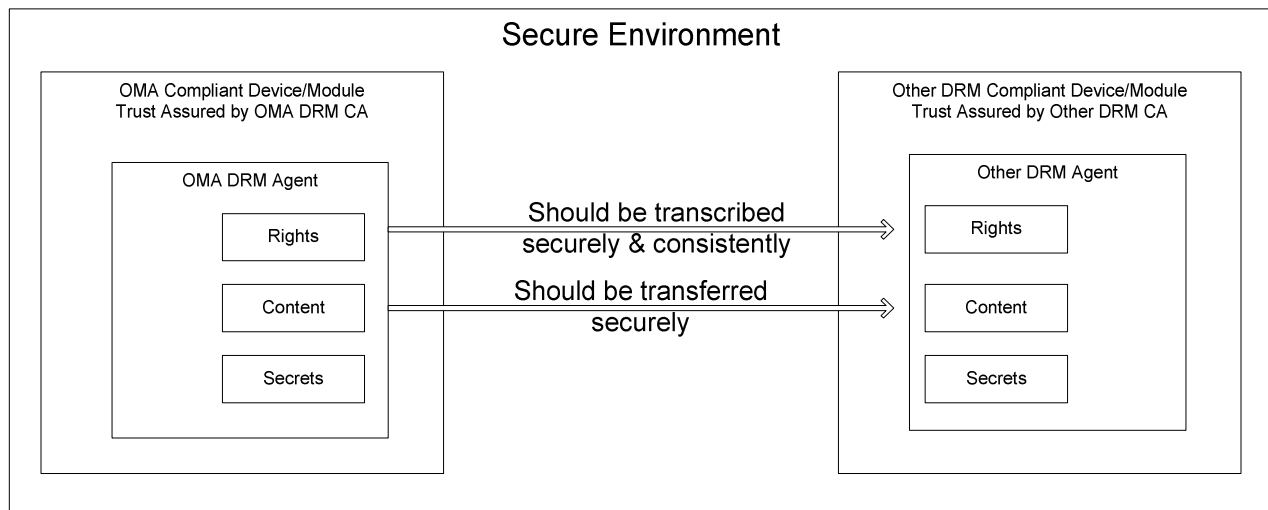 Secure Environment
OMA Compliant Device/Module
Trust Assured by OMA DRM CA
OMA DRM Agent
Rights
Content
Secrets
Should be transcribed
securely & consistently
Should be transferred
securely
Other DRM Compliant Device/Module
Trust Assured by Other DRM CA
Other DRM Agent
Rights
Content
Secrets